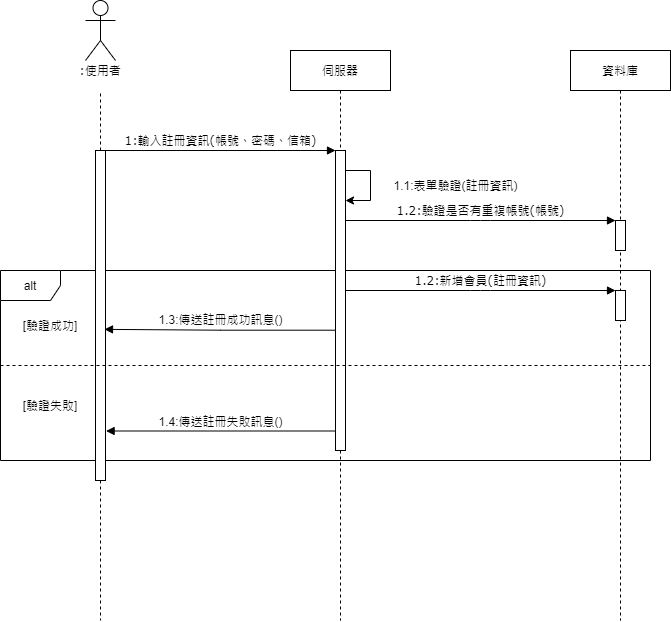 :使用者
伺服器
資料庫
1:輸入註冊資訊(帳號、密碼、信箱)
1.1:表單驗證(註冊資訊)
1.2:驗證是否有重複帳號(帳號)
alt
1.2:新增會員(註冊資訊)
[驗證成功]
1.3:傳送註冊成功訊息()
[驗證失敗]
1.4:傳送註冊失敗訊息()